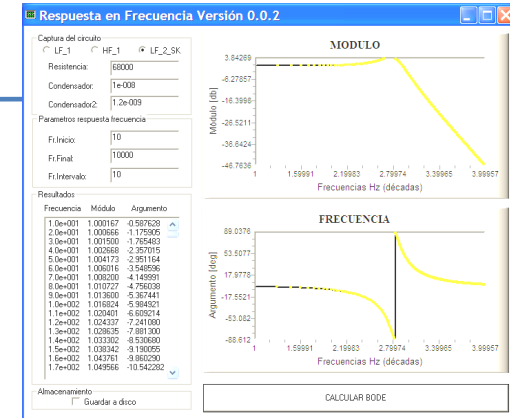 Respuesta en Frecuencia Versión 0.0.2
Captura del circuito
LF_1 HF_1 LF_2_SK
Resistencia: 68000
Condensador: 1e-008
Condensador2: 1.2e-009
Parametros respuesta frecuencia
Fr.Inicio: 10
Fr.Final: 10000
Fr.Intervalo: 10
Resultados
Frecuencia Módulo Argumento
1.0e+001 1.000167 -0.587628
2.0e+001 1.000666 -1.175905
3.0e+001 1.001500 -1.765483
4.0e+001 1.002668 -2.357015
5.0e+001 1.004173 -2.951164
6.0e+001 1.006016 -3.548596
7.0e+001 1.008200 -4.149991
8.0e+001 1.010727 -4.756038
9.0e+001 1.013600 -5.367441
1.0e+002 1.016824 -5.984921
1.1e+002 1.020401 -6.609214
1.2e+002 1.024337 -7.241080
1.3e+002 1.028635 -7.881300
1.4e+002 1.033302 -8.530680
1.5e+002 1.038342 -9.190055
1.6e+002 1.043761 -9.860290
1.7e+002 1.049566 -10.542282
Almacenamiento
Guardar a disco
MODULO
Módulo [db]
3.84269
-6.27857
-16.3998
-26.5211
-36.6424
-46.7636
1 1.59991 2.19983 2.79974 3.39965 3.99957
Frecuencias Hz (décadas)
FRECUENCIA
Argumento [deg]
89.0376
53.5077
17.9778
-17.5521
-53.082
-88.612
1 1.59991 2.19983 2.79974 3.39965 3.99957
Frecuencias Hz (décadas)
CALCULAR BODE